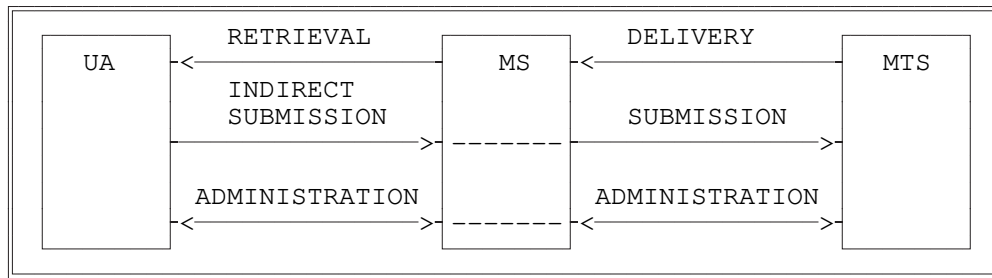 RETRIEVAL DELIVERY
UA MS MTS
INDIRECT
SUBMISSION SUBMISSION
ADMINISTRATION ADMINISTRATION